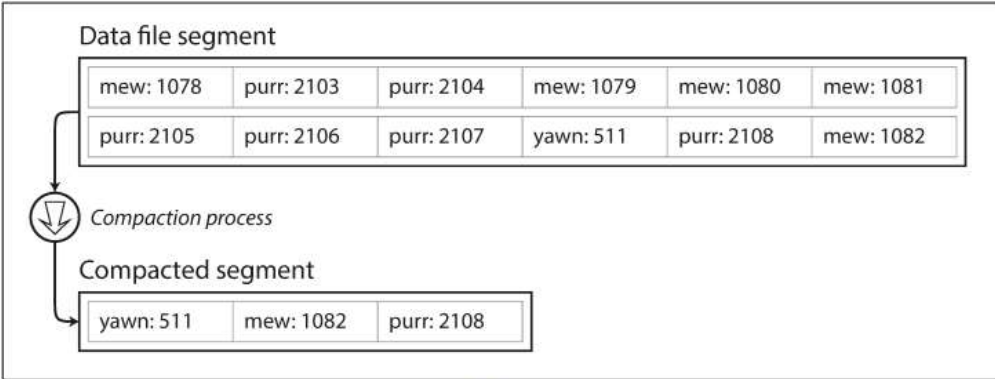 Data file segment
mew: 1078 purr: 2103 purr: 2104 mew: 1079 mew: 1080 mew: 1081
purr: 2105 purr: 2106 purr: 2107 yawn: 511 purr: 2108 mew: 1082
Compaction process
Compacted segment
yawn: 511 mew: 1082 purr: 2108